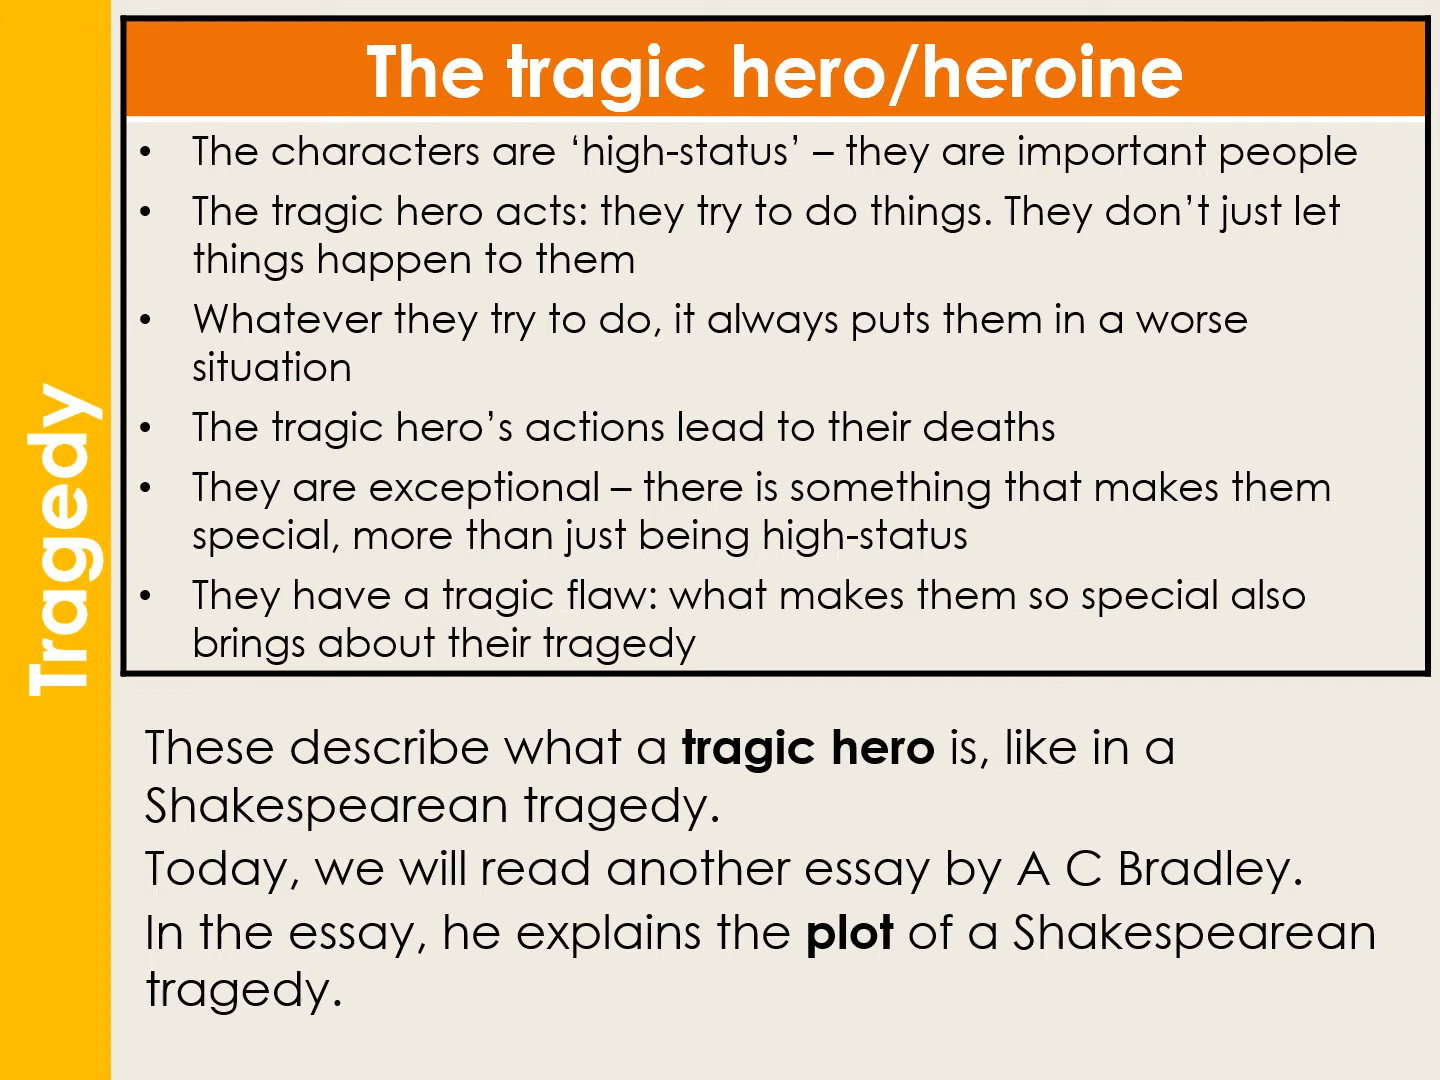 Tragedy
The tragic hero/heroine
• The characters are ‘high-status’ – they are important people
• The tragic hero acts: they try to do things. They don’t just let
things happen to them
• Whatever they try to do, it always puts them in a worse
situation
• The tragic hero’s actions lead to their deaths
• They are exceptional – there is something that makes them
special, more than just being high-status
• They have a tragic flaw: what makes them so special also
brings about their tragedy
These describe what a tragic hero is, like in a
Shakespearean tragedy.
Today, we will read another essay by A C Bradley.
In the essay, he explains the plot of a Shakespearean
tragedy.